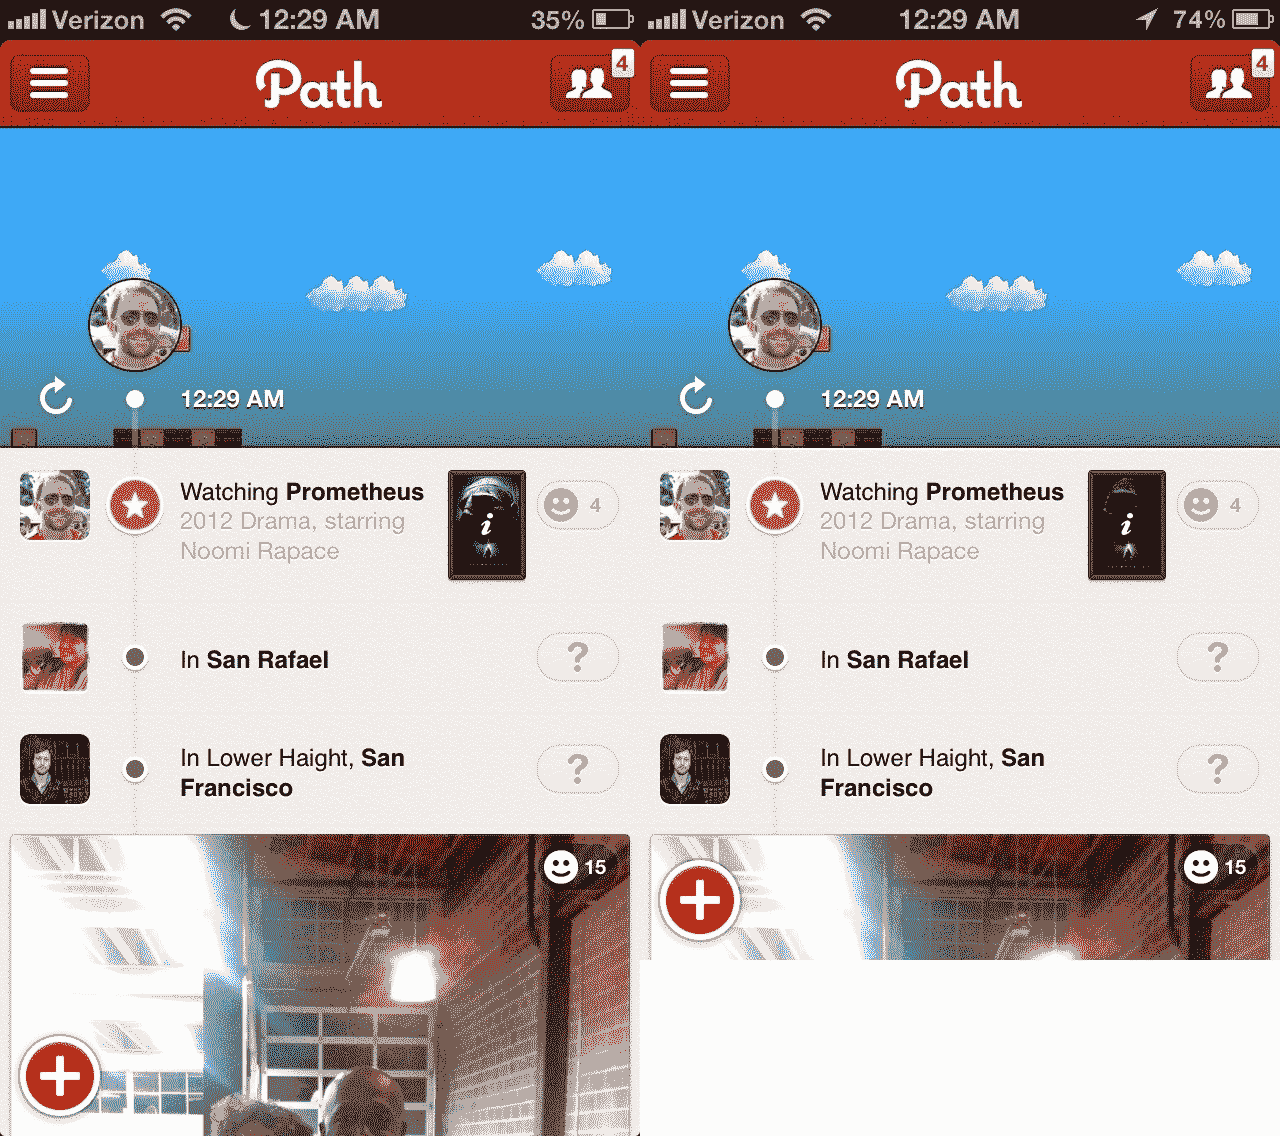 Verizon 12:29 AM 35%
Path 4
12:29 AM
Watching Prometheus
2012 Drama, starring
Noomi Rapace
i
4
In San Rafael
?
In Lower Haight, San
Francisco
?
15
Verizon 12:29 AM 74%
Path 4
12:29 AM
Watching Prometheus
2012 Drama, starring
Noomi Rapace
i
4
In San Rafael
?
In Lower Haight, San
Francisco
?
15